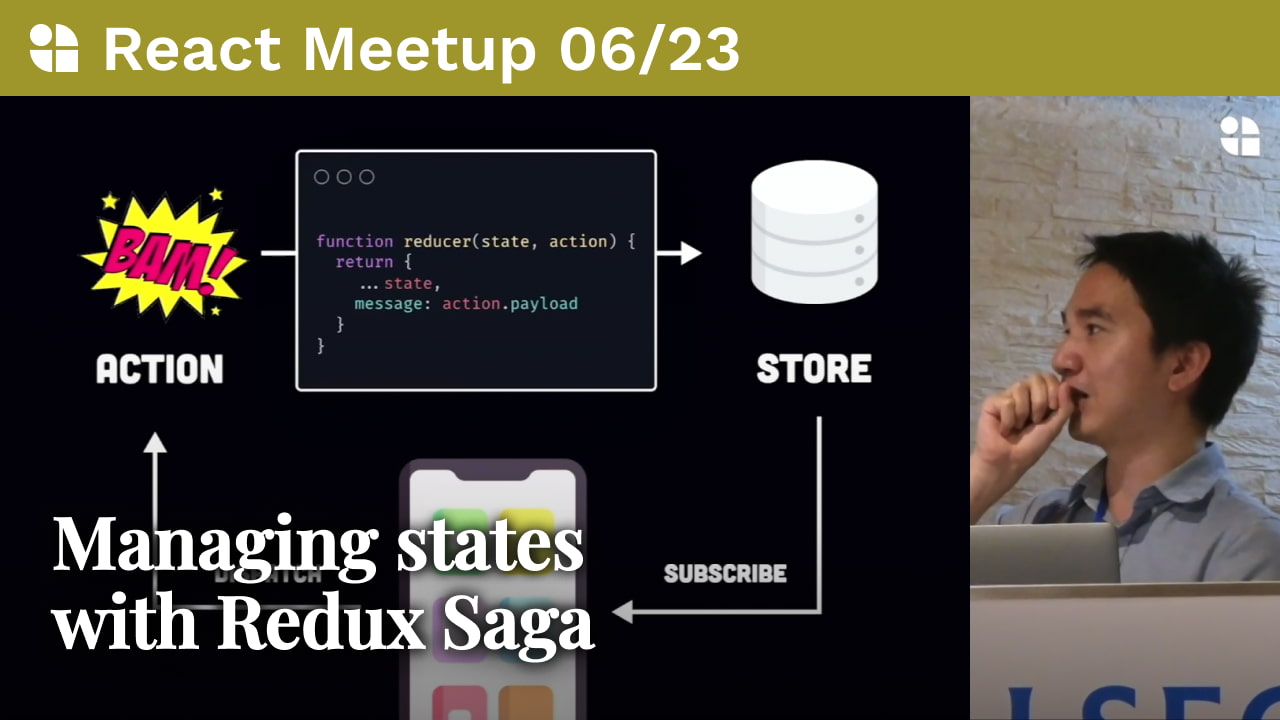 React Meetup 06/23
BAM!
function reducer(state, action) {
return {
...state,
message: action.payload
}
}
ACTION
STORE
DISPATCH
SUBSCRIBE
Managing states
with Redux Saga